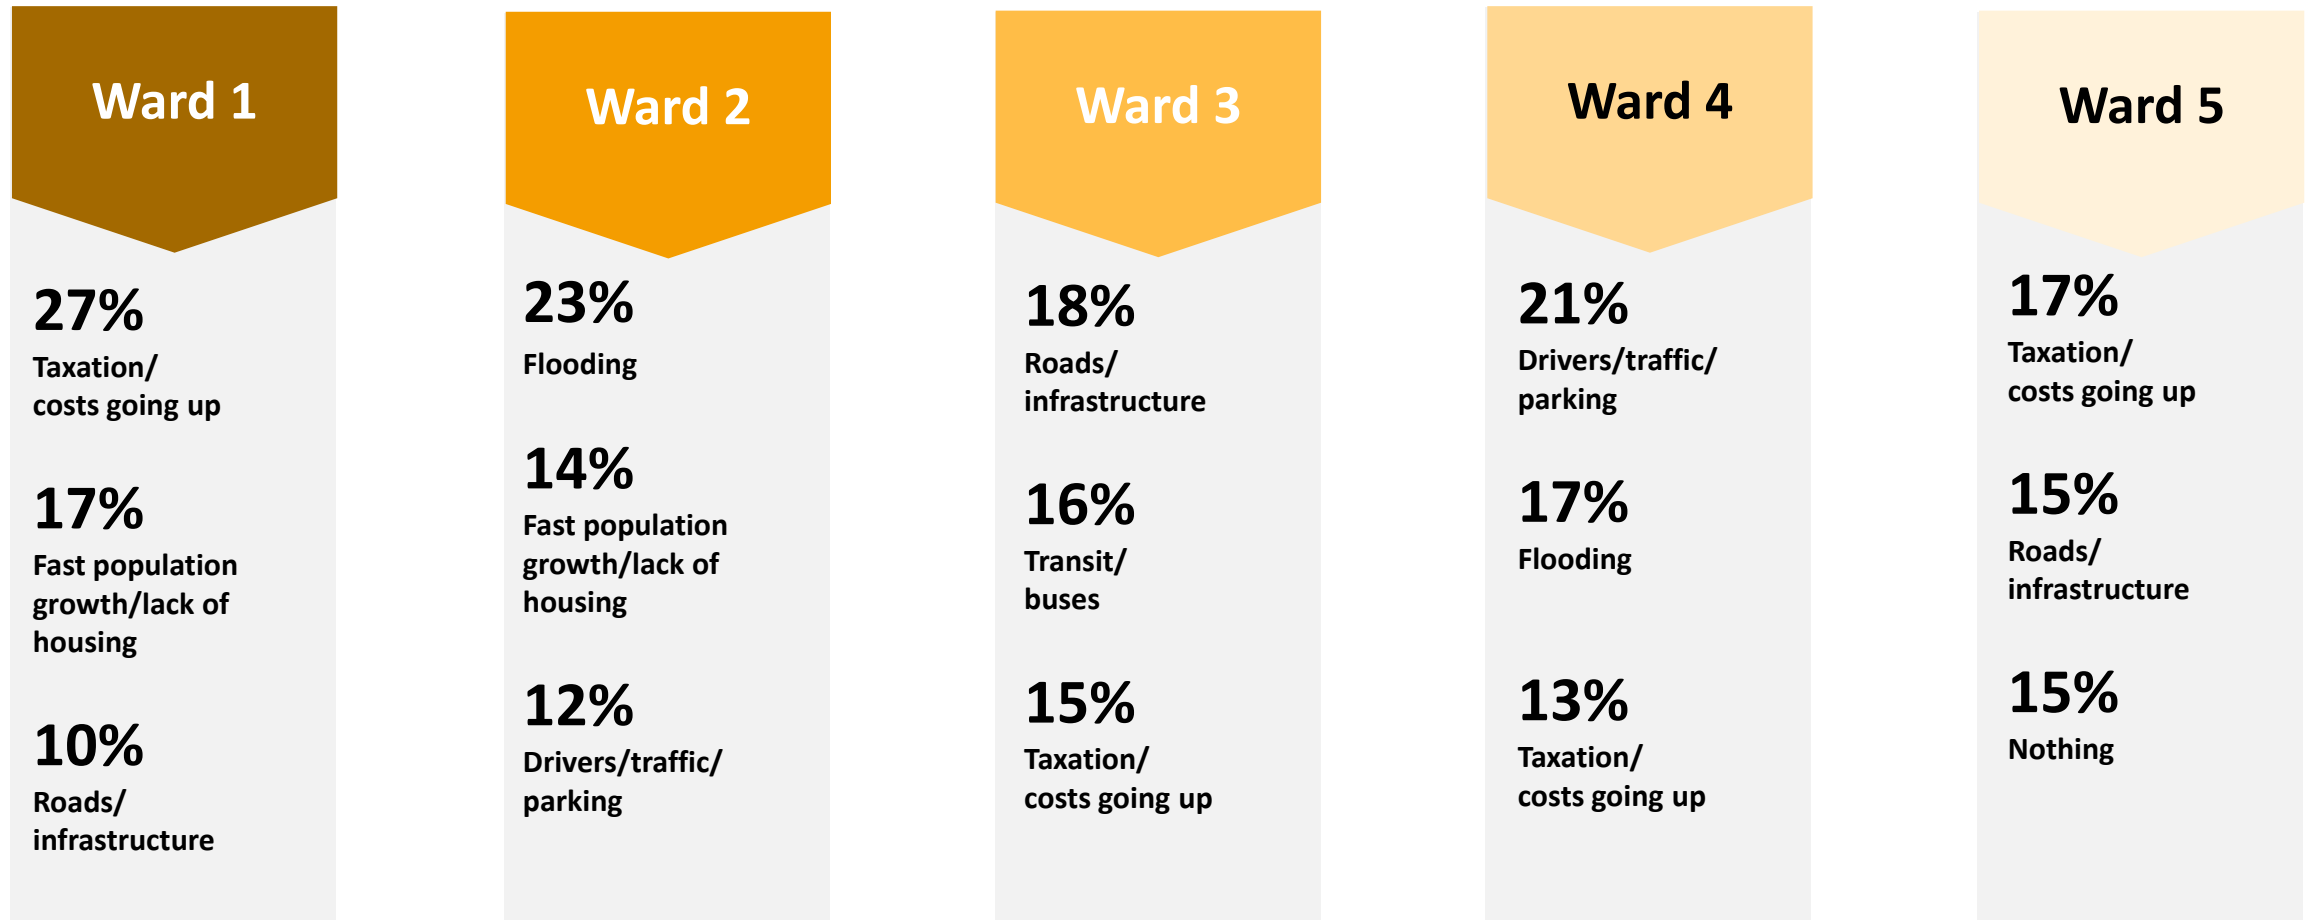 Ward 1
27%
Taxation/
costs going up
17%
Fast population
growth/lack of
housing
10%
Roads/
infrastructure
Ward 2
23%
Flooding
14%
Fast population
growth/lack of
housing
12%
Drivers/traffic/
parking
Ward 3
18%
Roads/
infrastructure
16%
Transit/
buses
15%
Taxation/
costs going up
Ward 4
21%
Drivers/traffic/
parking
17%
Flooding
13%
Taxation/
costs going up
Ward 5
17%
Taxation/
costs going up
15%
Roads/
infrastructure
15%
Nothing